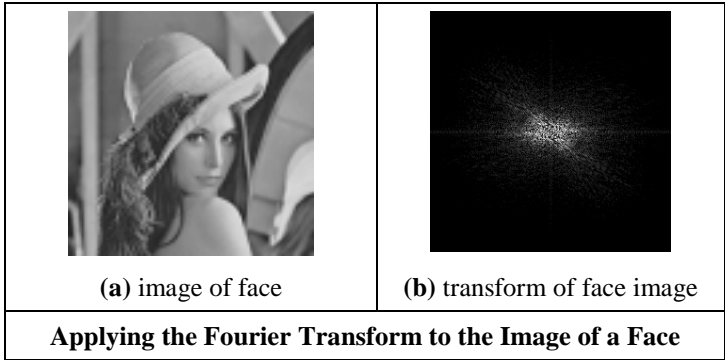 (a) image of face
(b) transform of face image
Applying the Fourier Transform to the Image of a Face